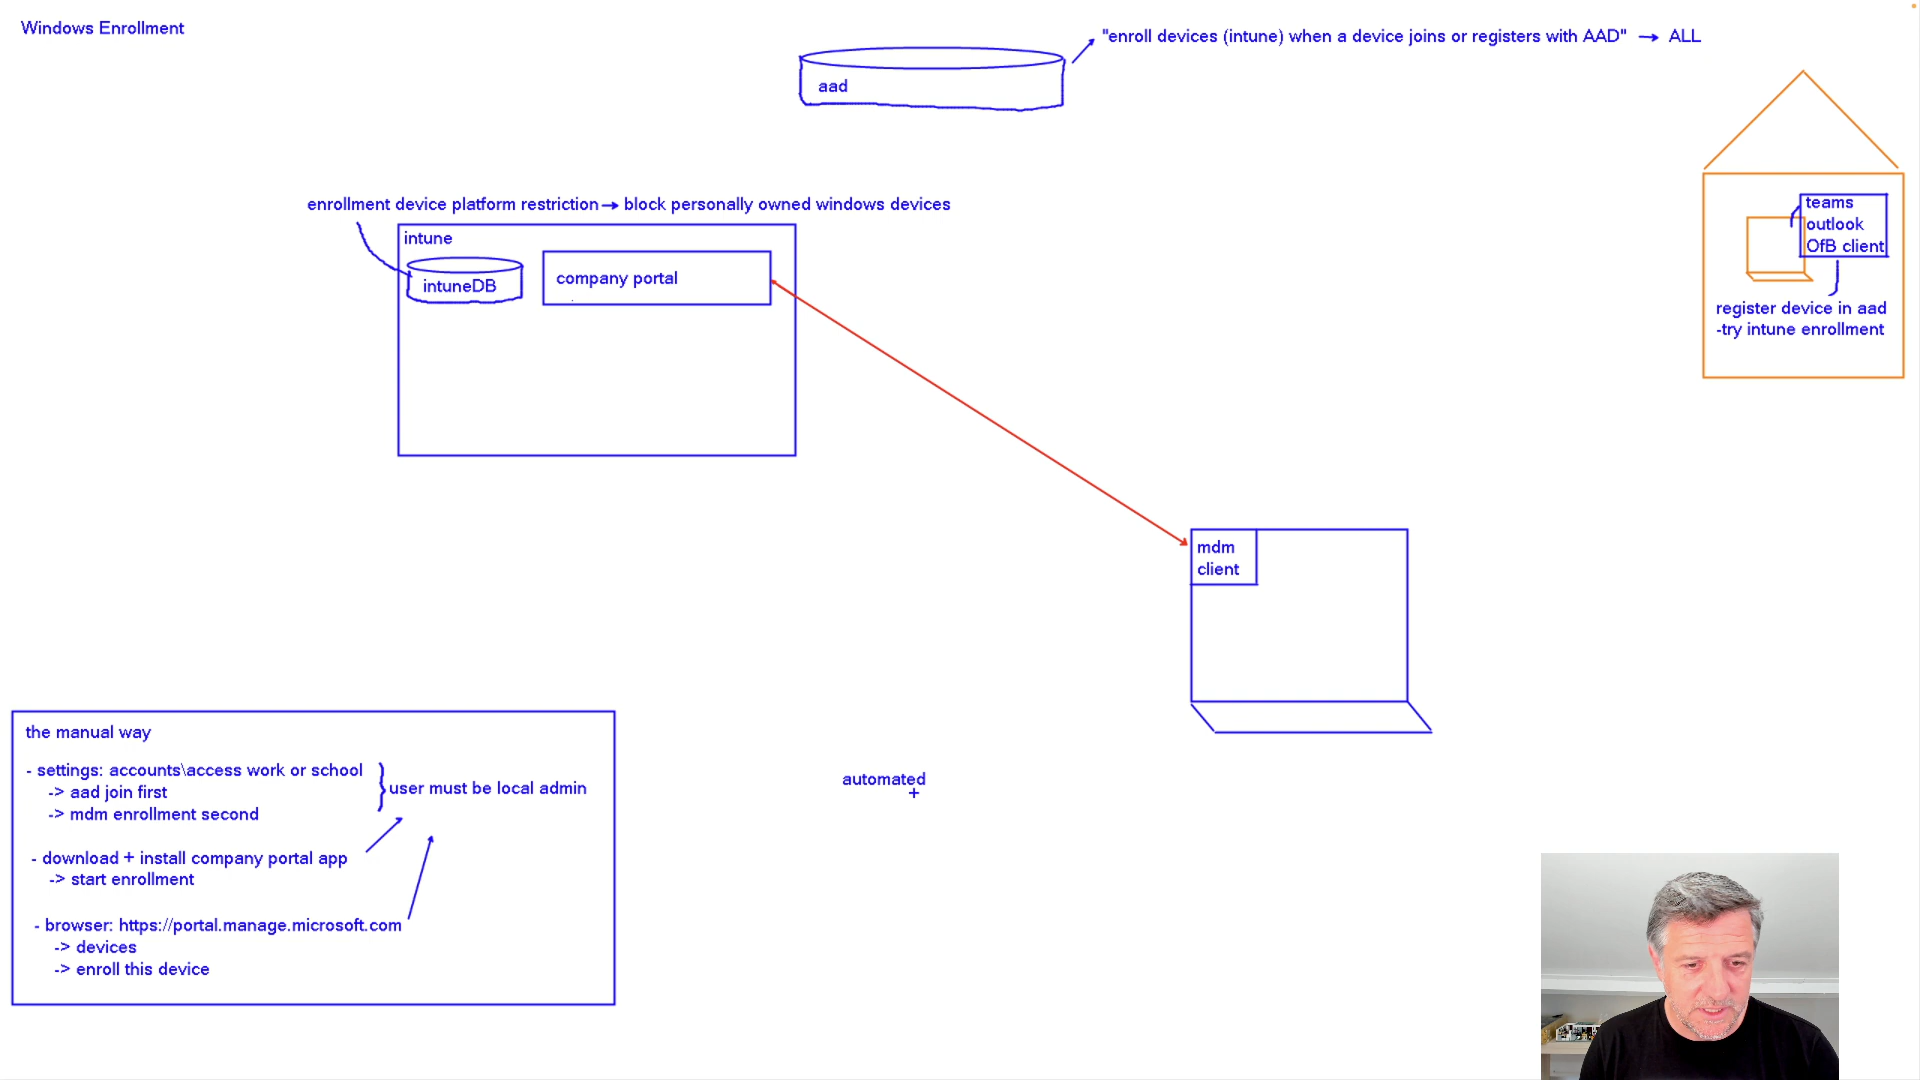 Windows Enrollment
"enroll devices (intune) when a device joins or registers with AAD" → ALL
aad
enrollment device platform restriction → block personally owned windows devices
intune
intuneDB
company portal
teams
outlook
OfB client
register device in aad
-try intune enrollment
mdm
client
the manual way
- settings: accounts\access work or school
-> aad join first
-> mdm enrollment second
user must be local admin
- download + install company portal app
-> start enrollment
- browser: https://portal.manage.microsoft.com
-> devices
-> enroll this device
automated